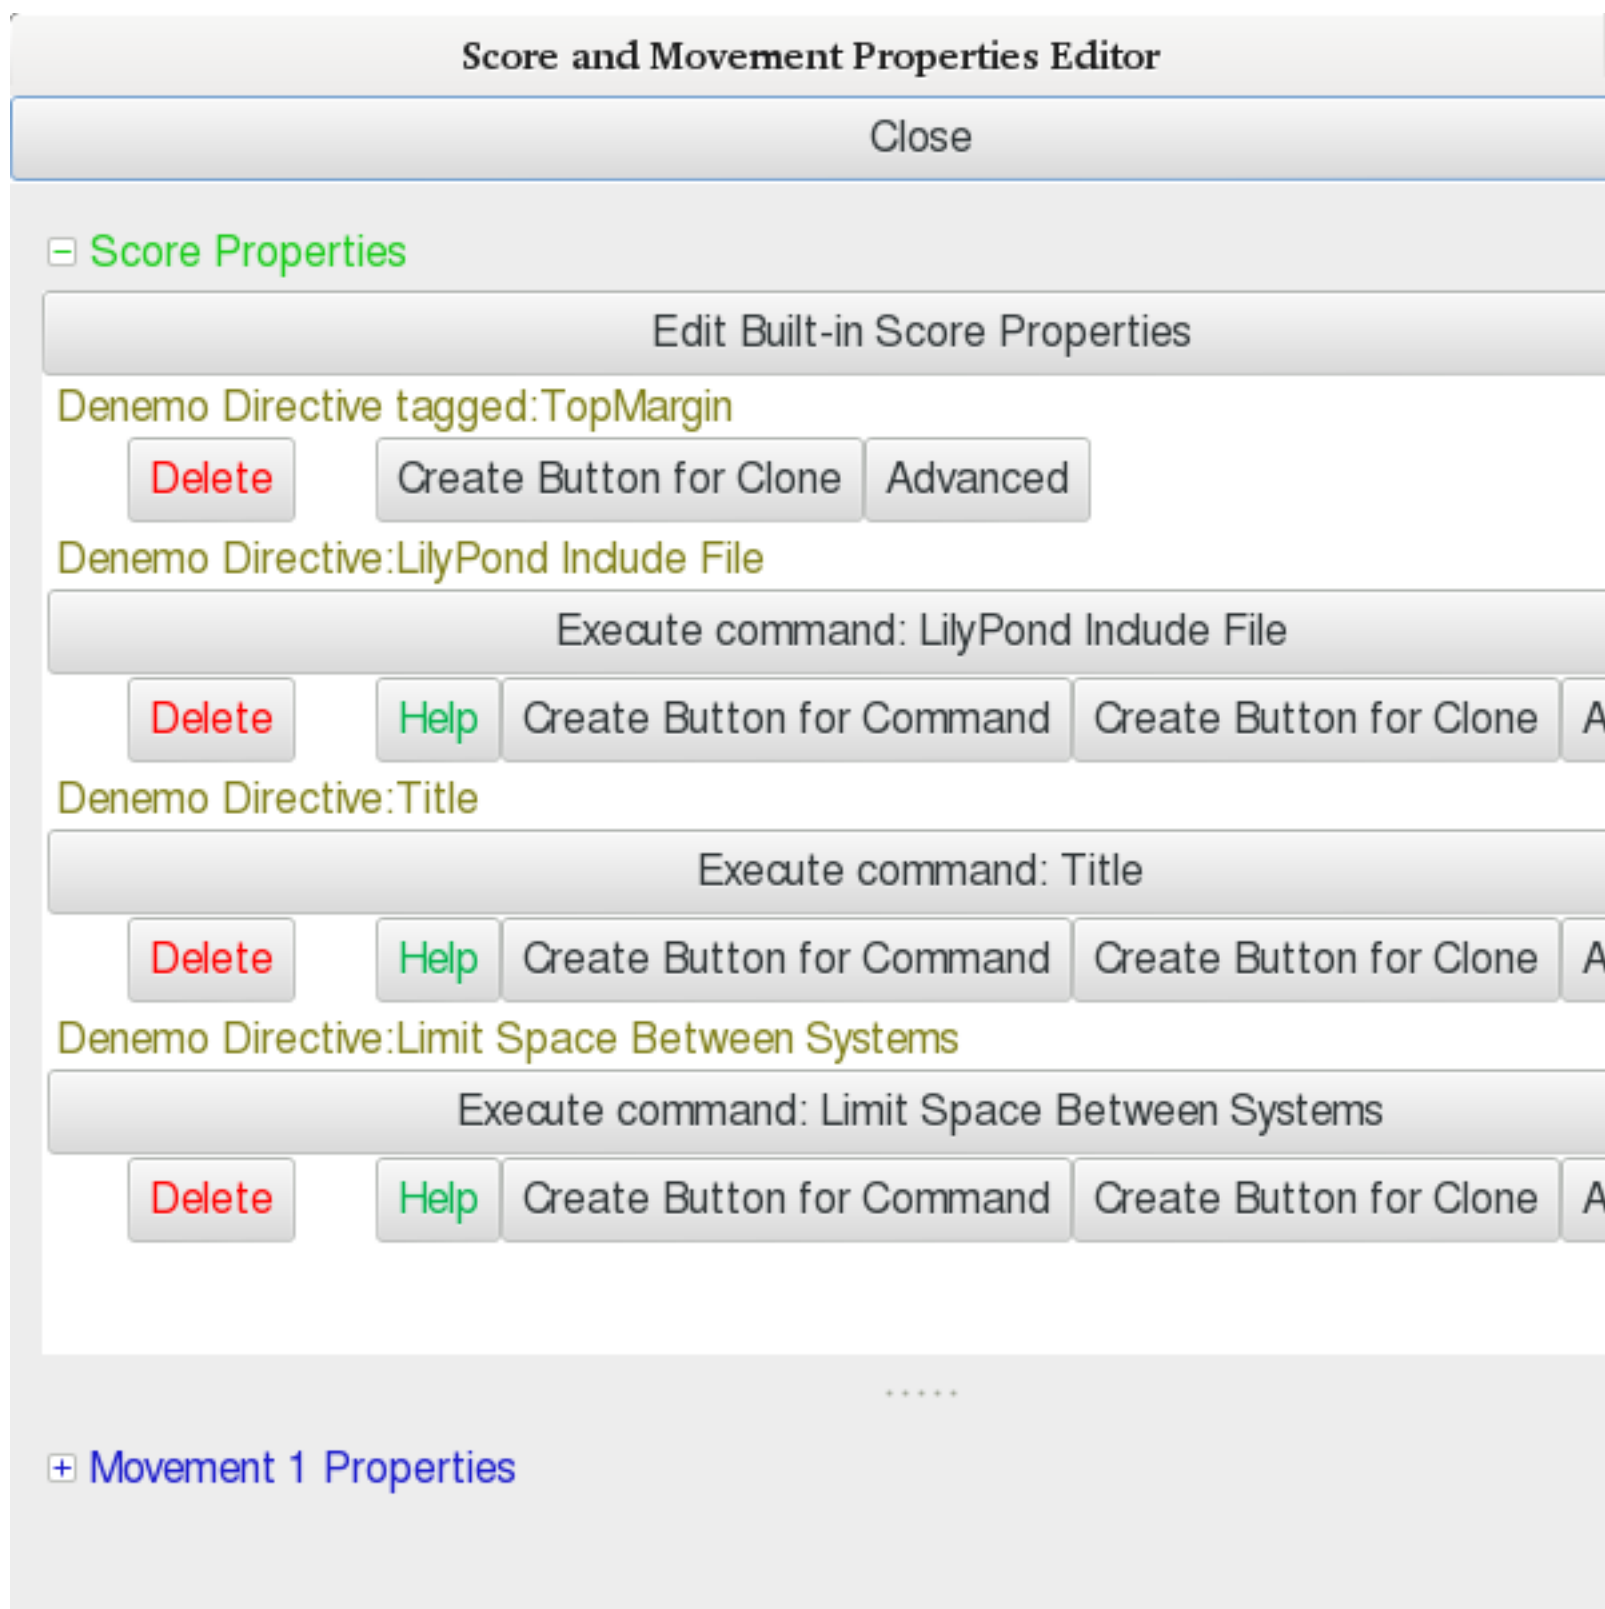 Score and Movement Properties Editor
Close
Score Properties
Edit Built-in Score Properties
Denemo Directive tagged:TopMargin
Delete Create Button for Clone Advanced
Denemo Directive:LilyPond Include File
Execute command: LilyPond Include File
Delete Help Create Button for Command Create Button for Clone
Denemo Directive:Title
Execute command: Title
Delete Help Create Button for Command Create Button for Clone
Denemo Directive:Limit Space Between Systems
Execute command: Limit Space Between Systems
Delete Help Create Button for Command Create Button for Clone
Movement 1 Properties